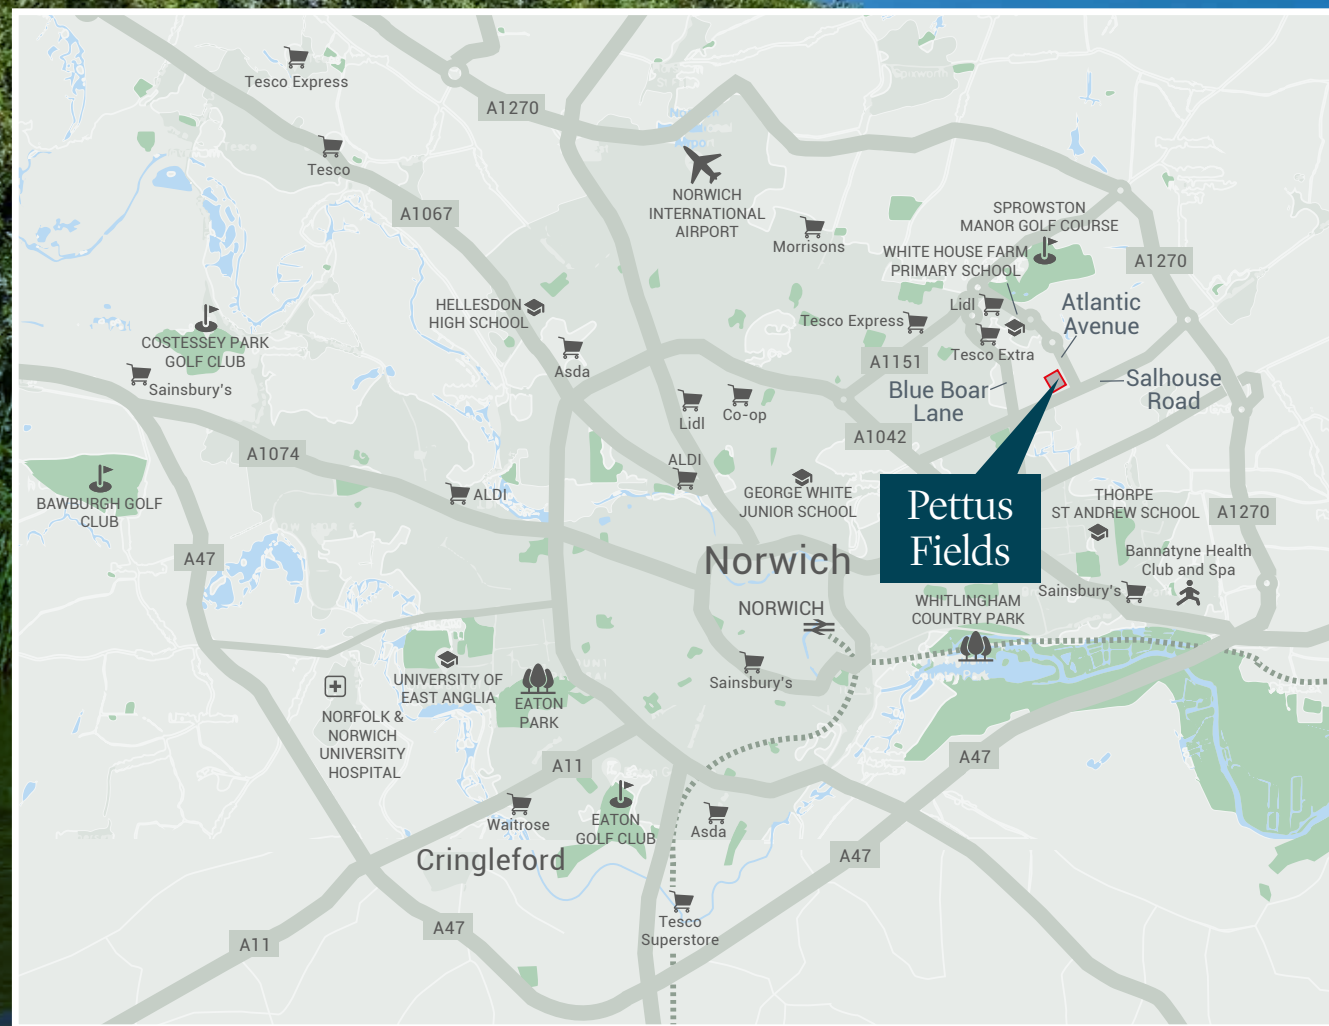 Tesco Express
A1270
Tesco
NORWICH
INTERNATIONAL
AIRPORT
A1067
Morrisons
SPROWSTON
MANOR GOLF COURSE
WHITE HOUSE FARM
PRIMARY SCHOOL
A1270
HELLESDON
HIGH SCHOOL
Lidl
Atlantic
Avenue
Tesco Express
COSTESSEY PARK
GOLF CLUB
Tesco Extra
A1151
Asda
Sainsbury's
Blue Boar
Lane
Salhouse
Road
Lidl
Co-op
A1042
A1074
ALDI
ALDI
GEORGE WHITE
JUNIOR SCHOOL
Pettus
Fields
THORPE
ST ANDREW SCHOOL
A1270
BAWBURGH GOLF
CLUB
A47
Norwich
Bannatyne Health
Club and Spa
Sainsbury's
NORWICH
WHITLINGHAM
COUNTRY PARK
UNIVERSITY OF
EAST ANGLIA
EATON
PARK
Sainsbury's
NORFOLK &
NORWICH
UNIVERSITY
HOSPITAL
A11
A47
Waitrose
EATON
GOLF CLUB
Asda
Cringleford
A47
A47
A11
Tesco
Superstore